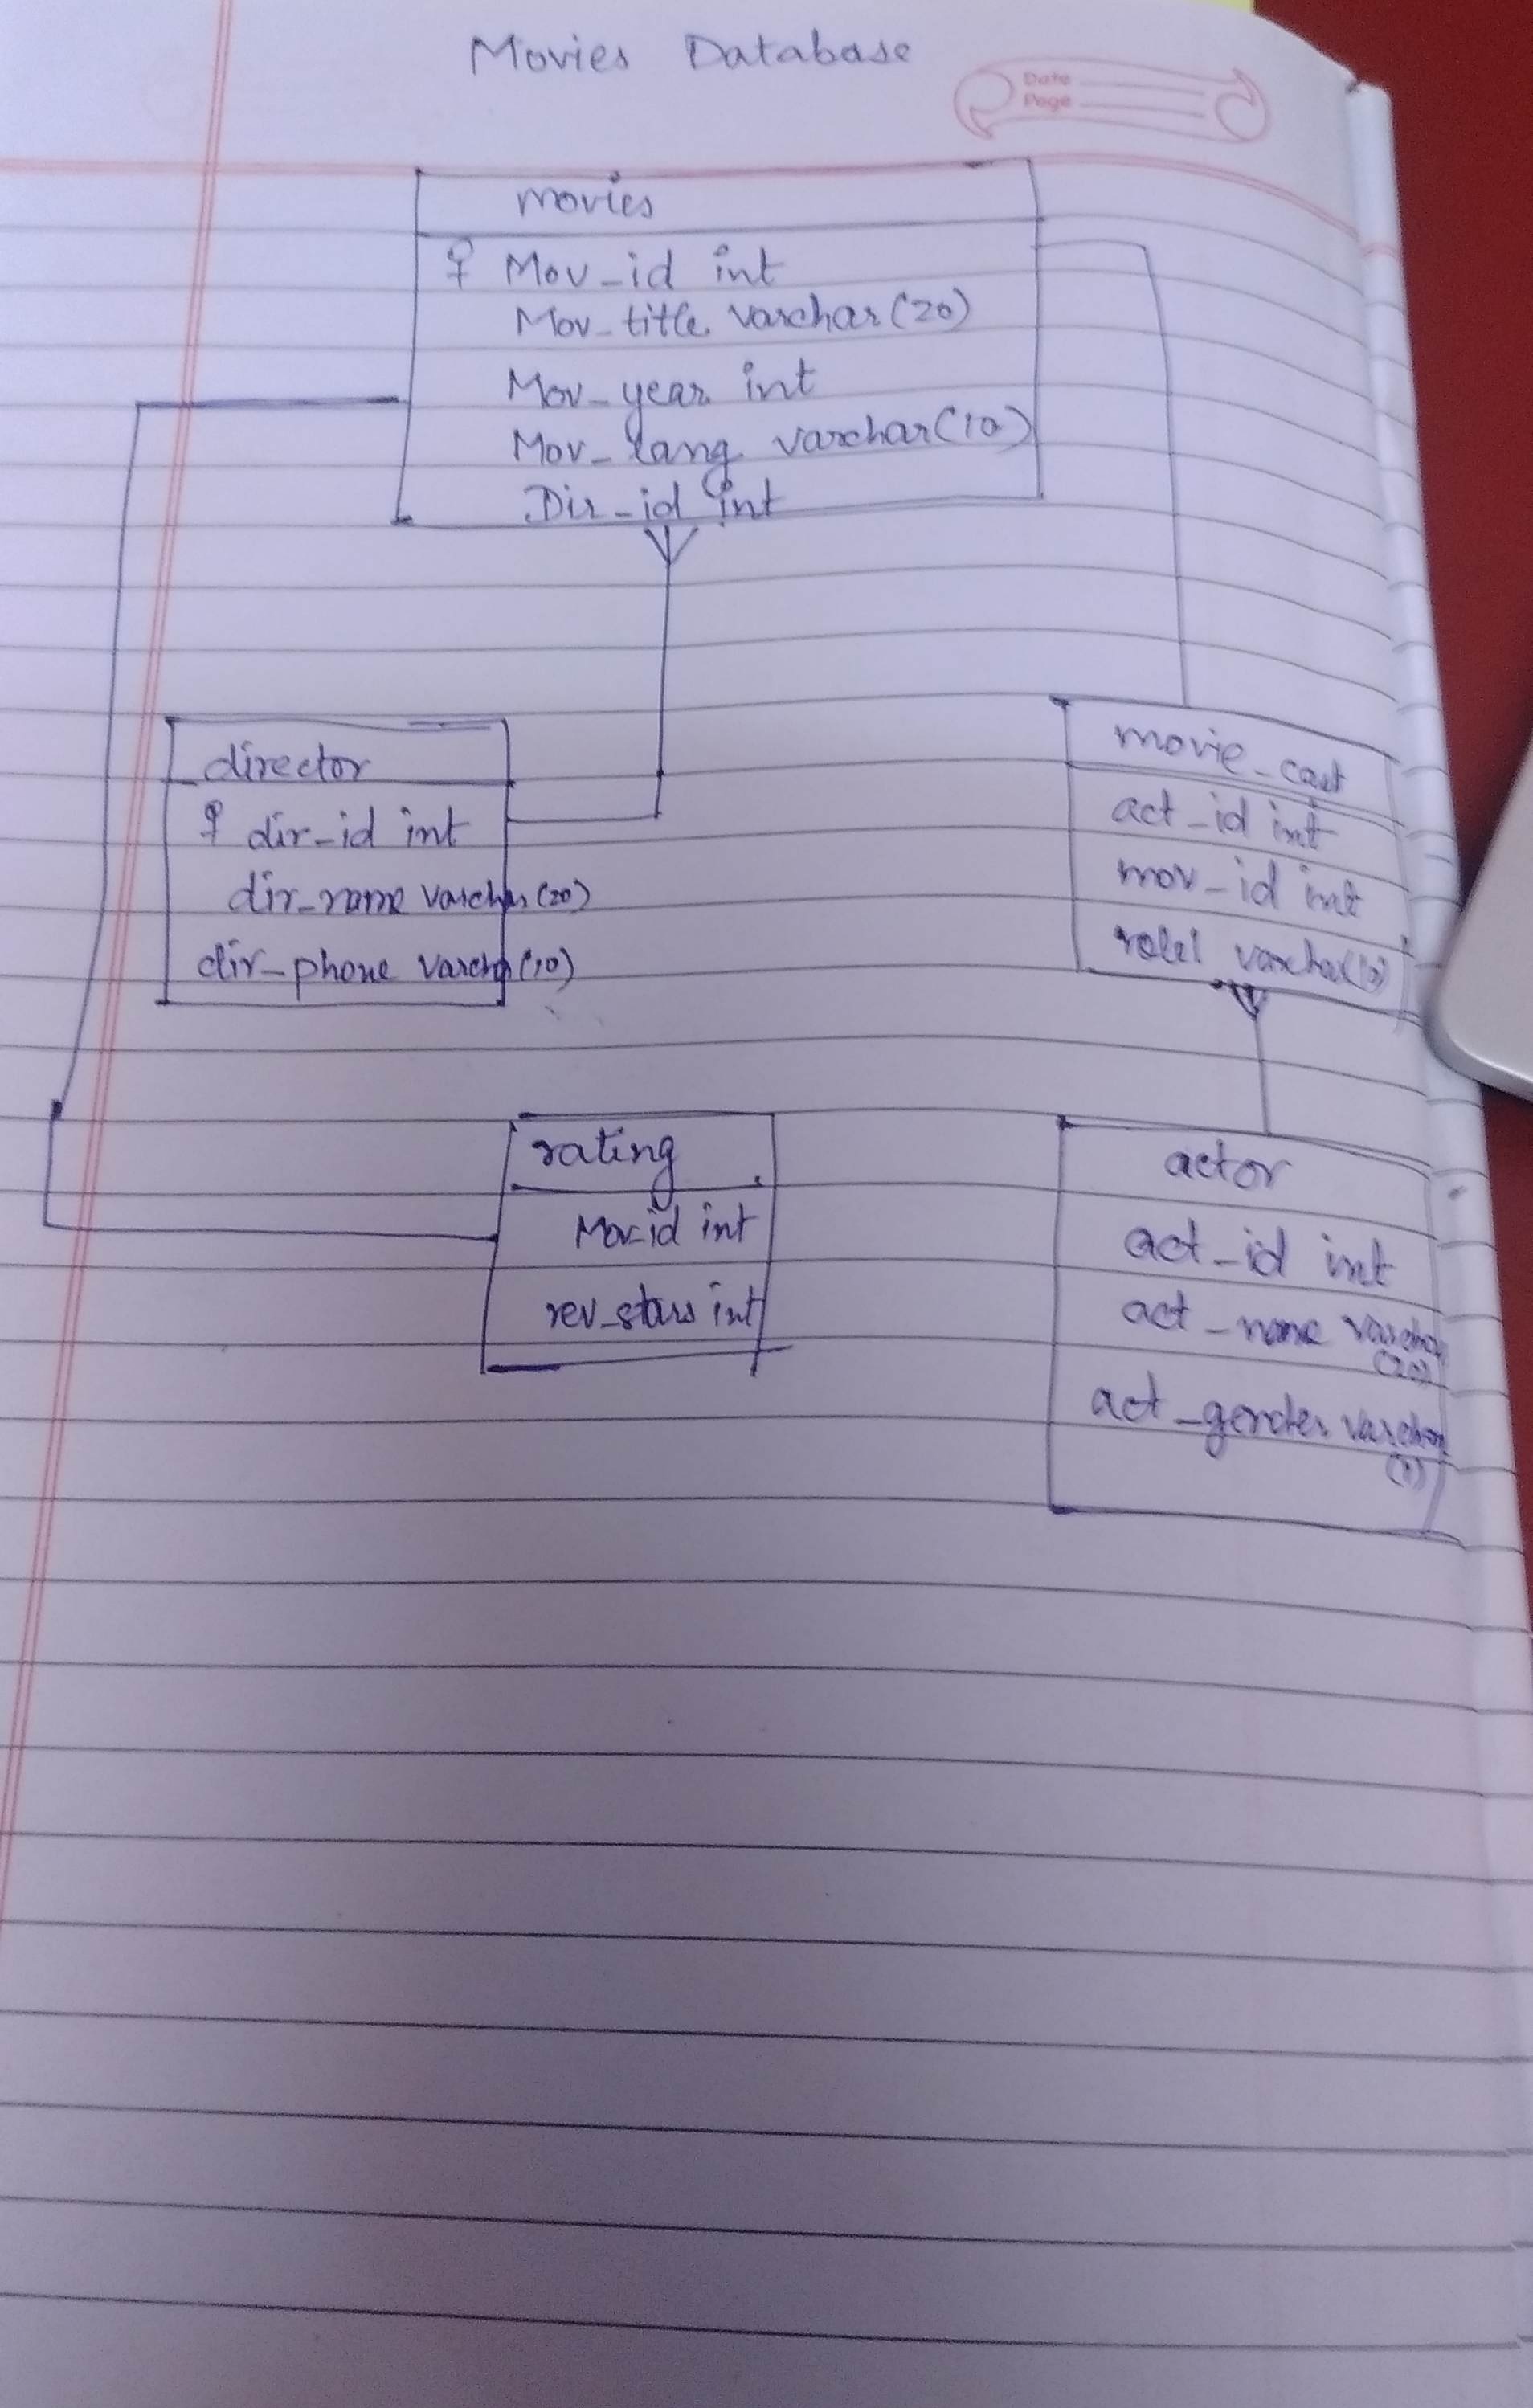 Movies Database
Date
Page
movies
Mov_id int
Mov_title varchar(20)
Mov_year int
Mov_lang varchar(10)
Dir_id int
director
dir_id int
dir_name varchar(20)
dir_phone varchar(10)
movie_cast
act_id int
mov_id int
varchar(10)
rating
Mov_id int
rev_stars int
actor
act_id int
act_name varchar
(20)
act_gender varchar